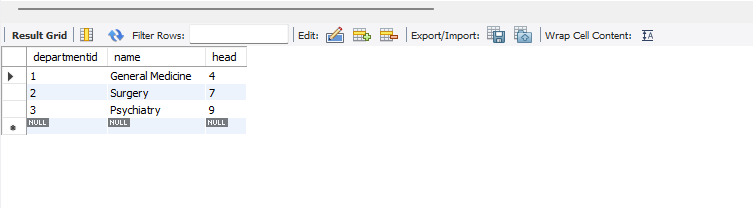 Result Grid Filter Rows: Edit: Export/Import: Wrap Cell Content: IA
departmentid name head
1 General Medicine 4
2 Surgery 7
3 Psychiatry 9
NULL NULL NULL